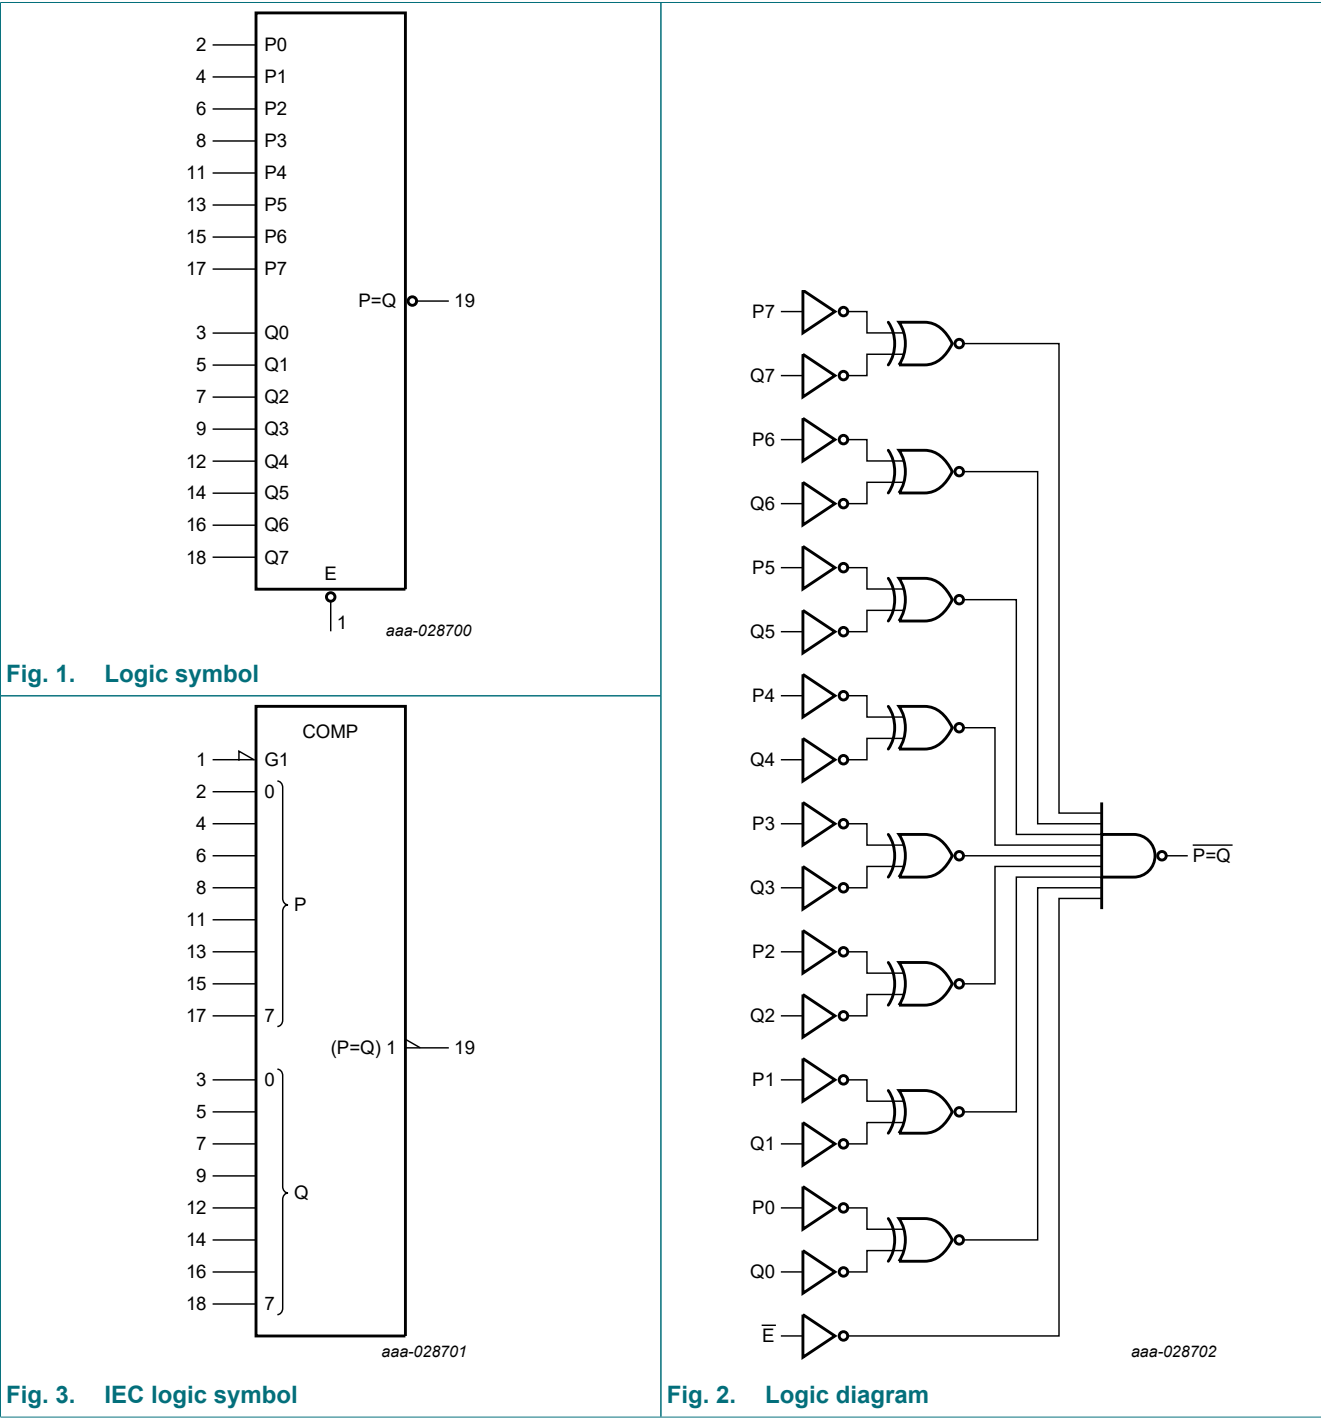 2 P0
4 P1
6 P2
8 P3
11 P4
13 P5
15 P6
17 P7
P=Q 19
3 Q0
5 Q1
7 Q2
9 Q3
12 Q4
14 Q5
16 Q6
18 Q7
E
1
aaa-028700
Fig. 1. Logic symbol
COMP
1 G1
2 0
4
6
8
11 P
13
15
17 7
(P=Q) 1 19
3 0
5
7
9
12 Q
14
16
18 7
aaa-028701
Fig. 3. IEC logic symbol
P7
Q7
P6
Q6
P5
Q5
P4
Q4
P3
P=Q
Q3
P2
Q2
P1
Q1
P0
Q0
E
aaa-028702
Fig. 2. Logic diagram